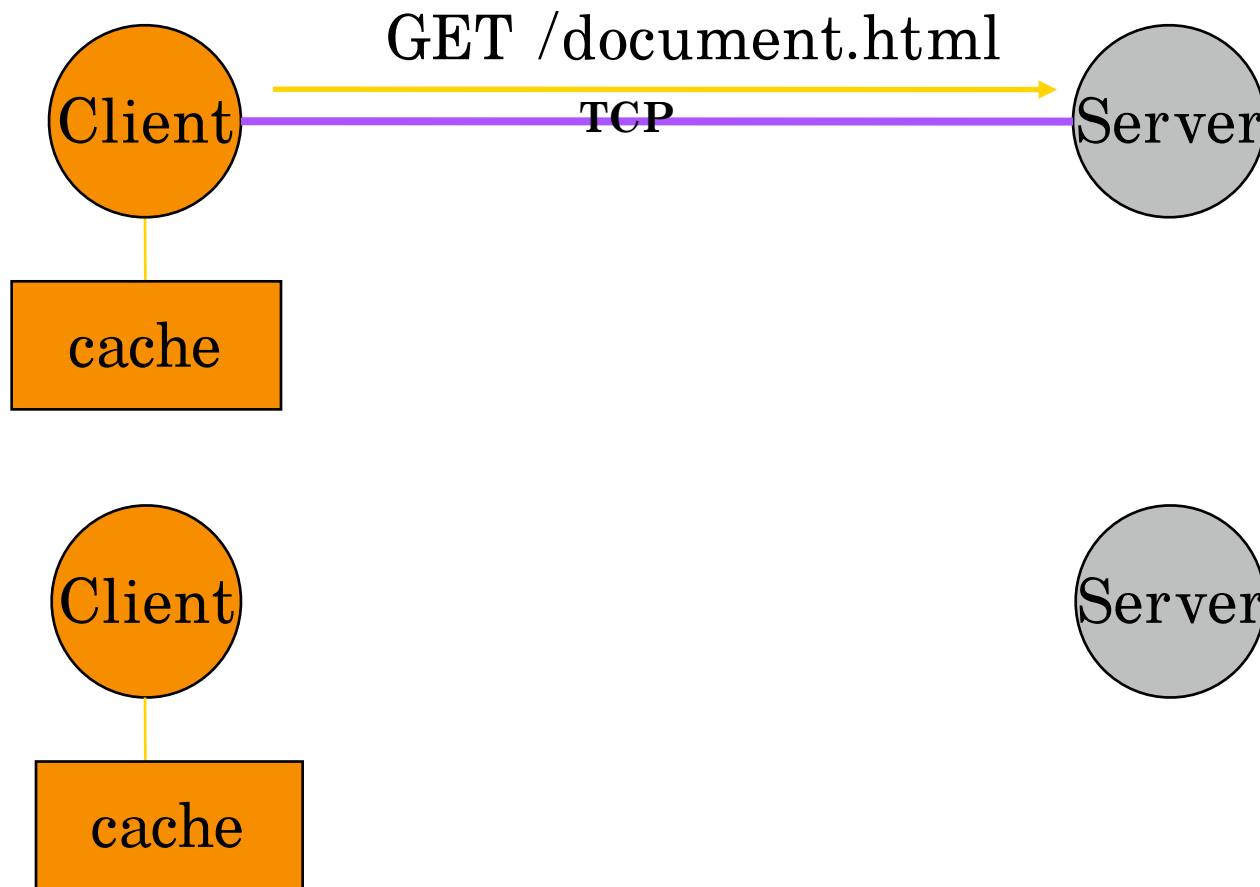 GET /document.html
Client
TCP
Server
cache
Client
Server
cache